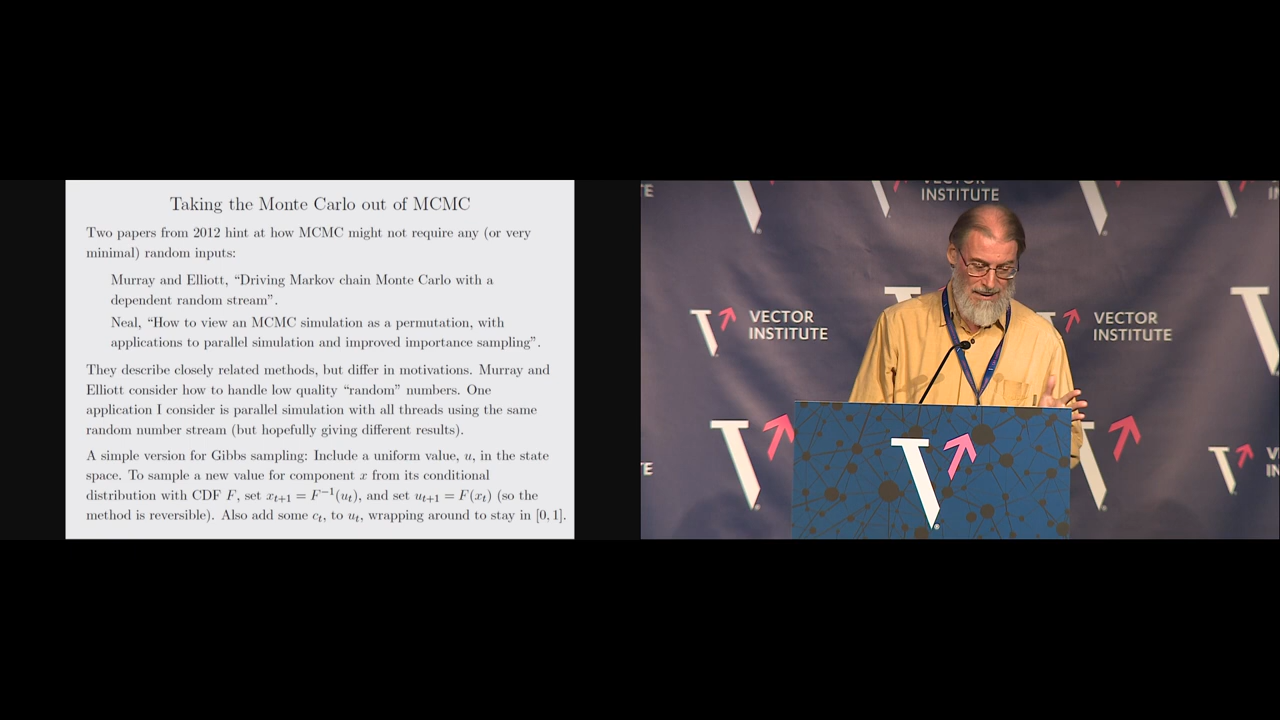 Taking the Monte Carlo out of MCMC
Two papers from 2012 hint at how MCMC might not require any (or very
minimal) random inputs:
Murray and Elliott, “Driving Markov chain Monte Carlo with a
dependent random stream”.
Neal, “How to view an MCMC simulation as a permutation, with
applications to parallel simulation and improved importance sampling”.
They describe closely related methods, but differ in motivations. Murray and
Elliott consider how to handle low quality “random” numbers. One
application I consider is parallel simulation with all threads using the same
random number stream (but hopefully giving different results).
A simple version for Gibbs sampling: Include a uniform value, u, in the state
space. To sample a new value for component x from its conditional
distribution with CDF F, set xₜ₊₁ = F⁻¹(uₜ), and set uₜ₊₁ = F(xₜ) (so the
method is reversible). Also add some cₜ, to uₜ, wrapping around to stay in [0, 1].
VECTOR
INSTITUTE
VECTOR
INSTITUTE
VECTOR
INSTITUTE